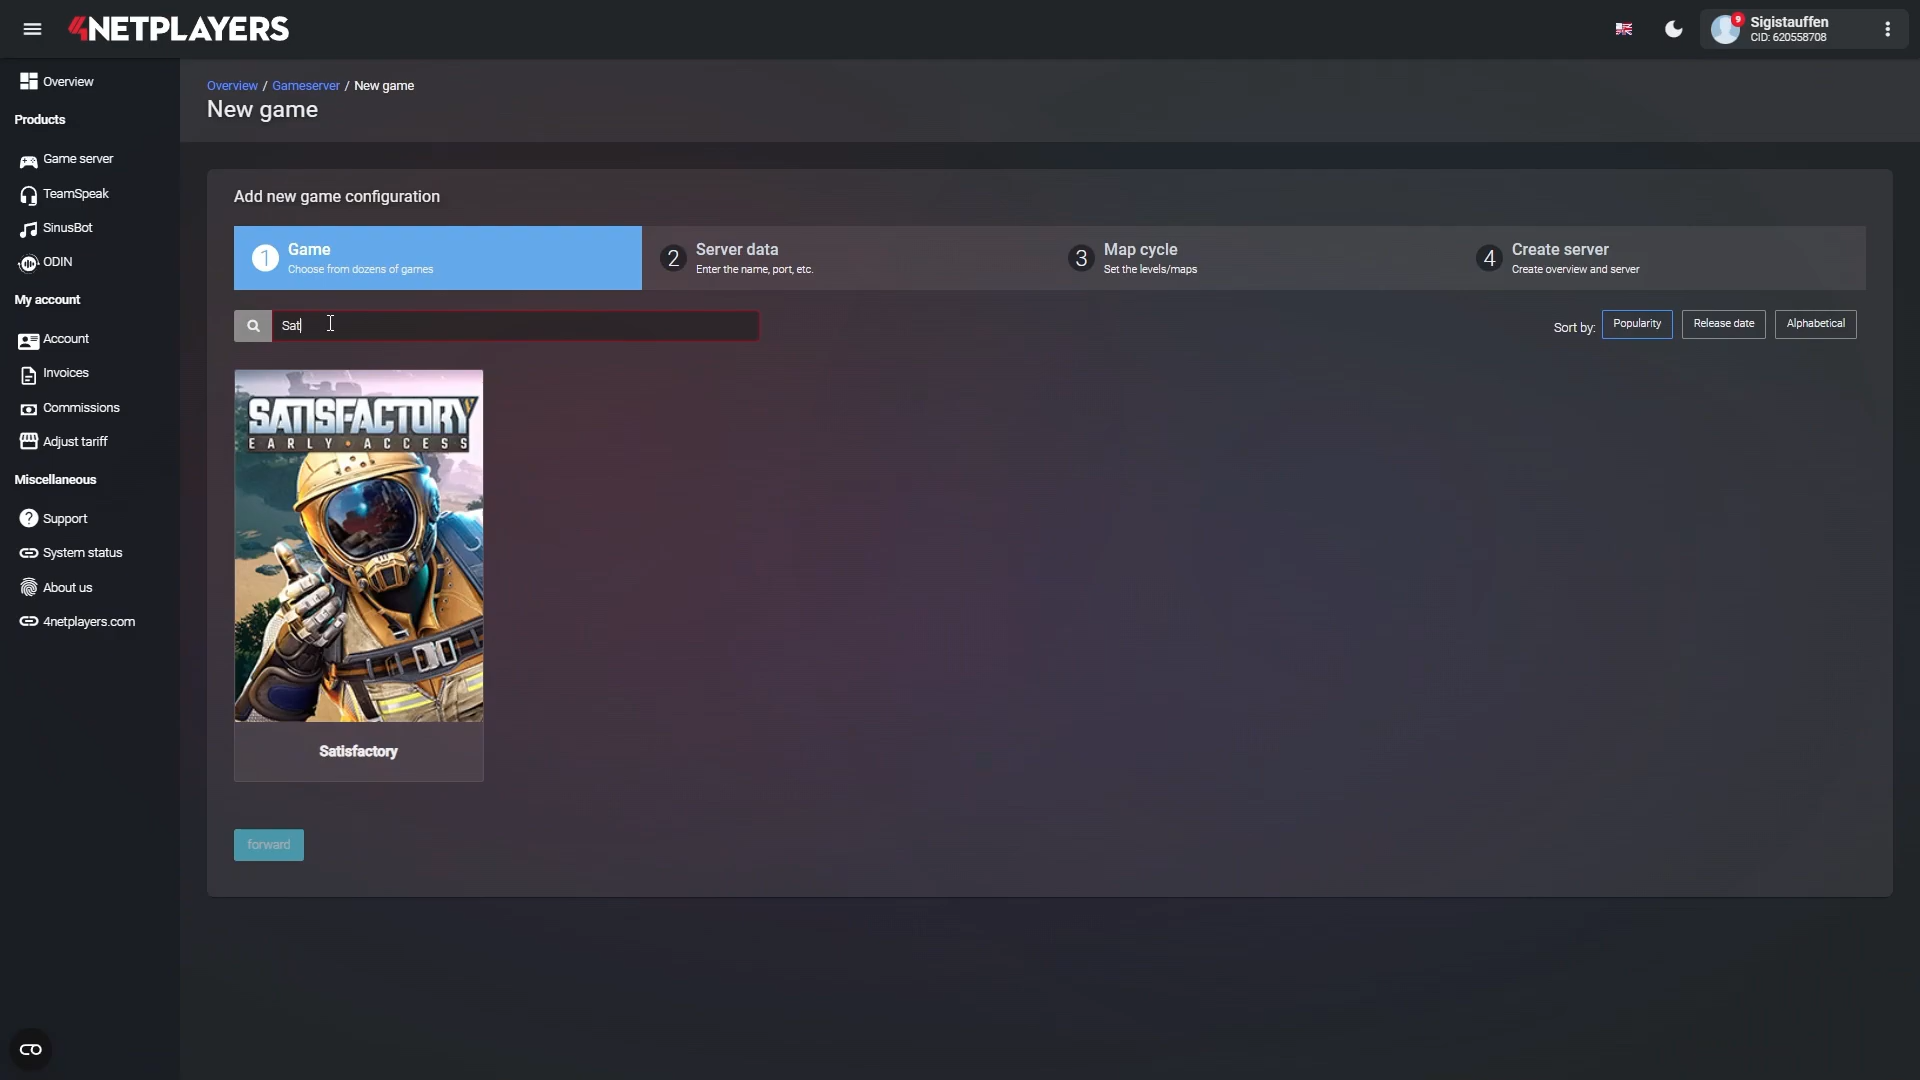 4NETPLAYERS
9
Sigistauffen
CID: 620558708
Overview
Products
Game server
TeamSpeak
SinusBot
ODIN
My account
Account
Invoices
Commissions
Adjust tariff
Miscellaneous
Support
System status
About us
4netplayers.com
Overview / Gameserver / New game
New game
Add new game configuration
1 Game
Choose from dozens of games
2 Server data
Enter the name, port, etc.
3 Map cycle
Set the levels/maps
4 Create server
Create overview and server
Sat
Sort by: Popularity Release date Alphabetical
SATISFACTORY
EARLY • ACCESS
Satisfactory
forward